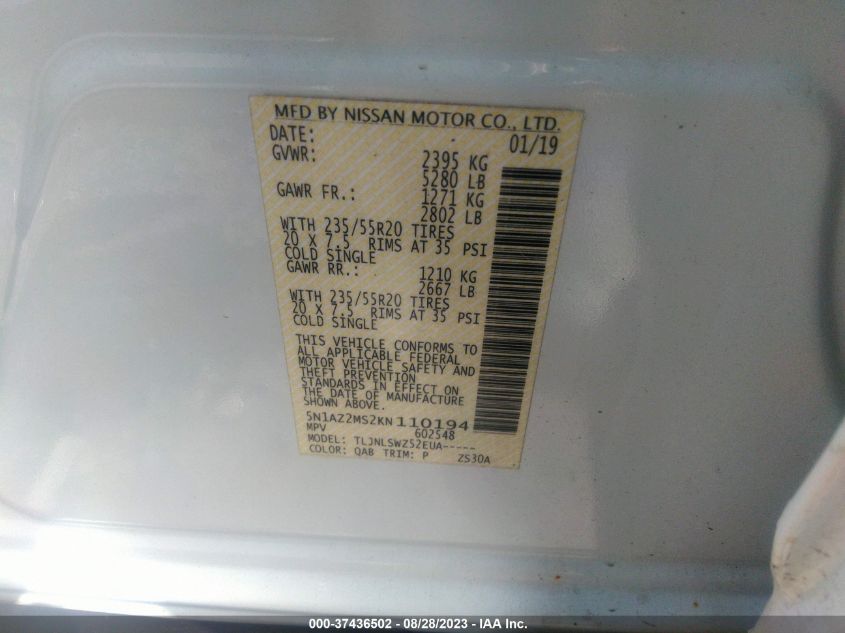 MFD BY NISSAN MOTOR CO., LTD.
DATE: 01/19
GVWR: 2395 KG
5280 LB
GAWR FR.: 1271 KG
2802 LB
WITH 235/55R20 TIRES
20 X 7.5 RIMS AT 35 PSI
COLD SINGLE
GAWR RR.: 1210 KG
2667 LB
WITH 235/55R20 TIRES
20 X 7.5 RIMS AT 35 PSI
COLD SINGLE
THIS VEHICLE CONFORMS TO
ALL APPLICABLE FEDERAL
MOTOR VEHICLE SAFETY AND
THEFT PREVENTION
STANDARDS IN EFFECT ON
THE DATE OF MANUFACTURE
SHOWN ABOVE.
5N1AZ2MS2KN110194
MPV 602548
MODEL: TLJNLSWZ52EUA-----
COLOR: QAB TRIM: P ZS30A
000-37436502 - 08/28/2023 - IAA Inc.